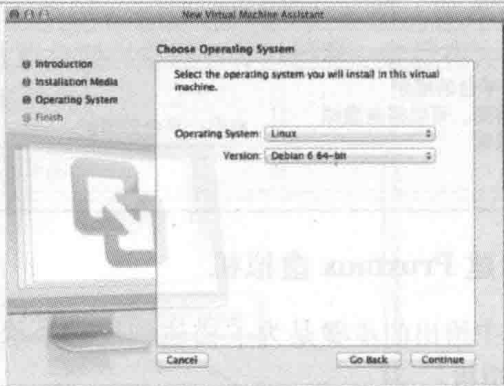 New Virtual Machine Assistant
Choose Operating System
Introduction
Installation Media
Operating System
Finish
Select the operating system you will install in this virtual
machine.
Operating System: Linux
Version: Debian 6 64-bit
Cancel
Go Back
Continue